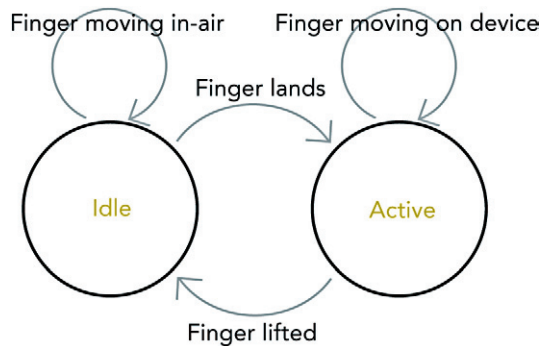 Finger moving in-air
Finger moving on device
Finger lands
Idle
Active
Finger lifted